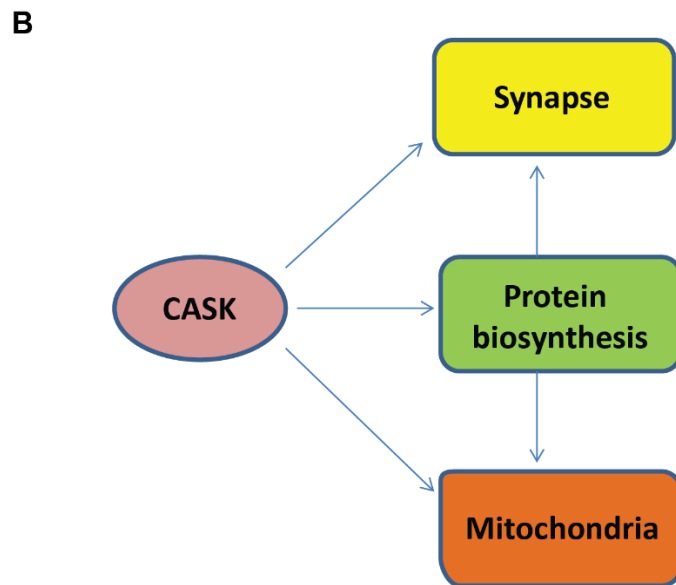 B
Synapse
CASK
Protein
biosynthesis
Mitochondria